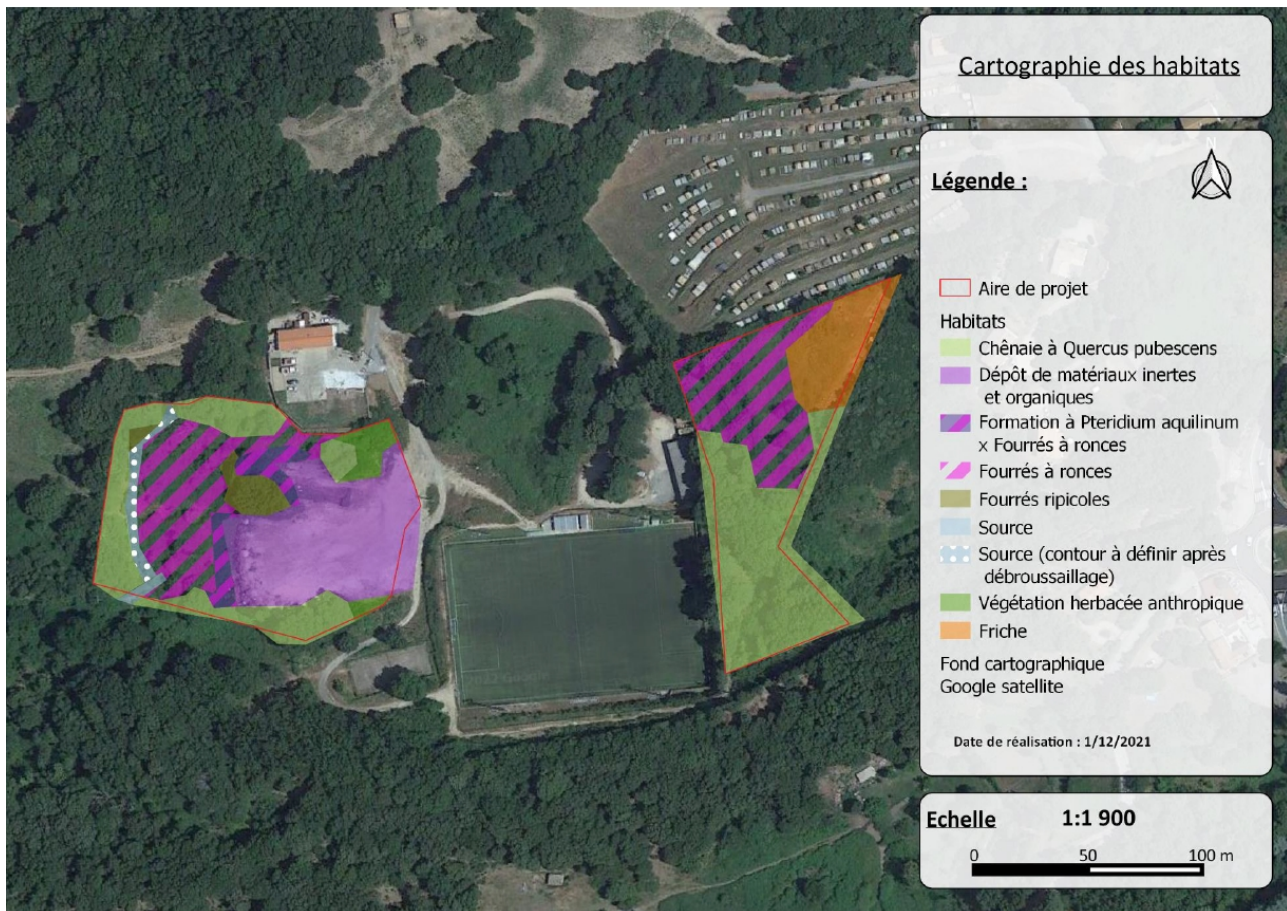 Cartographie des habitats
Légende :
N
Aire de projet
Habitats
Chênaie à Quercus pubescens
Dépôt de matériaux inertes
et organiques
Formation à Pteridium aquilinum
x Fourrés à ronces
Fourrés à ronces
Fourrés ripicoles
Source
Source (contour à définir après
débroussaillage)
Végétation herbacée anthropique
Friche
Fond cartographique
Google satellite
Date de réalisation : 1/12/2021
Echelle 1:1 900
0 50 100 m